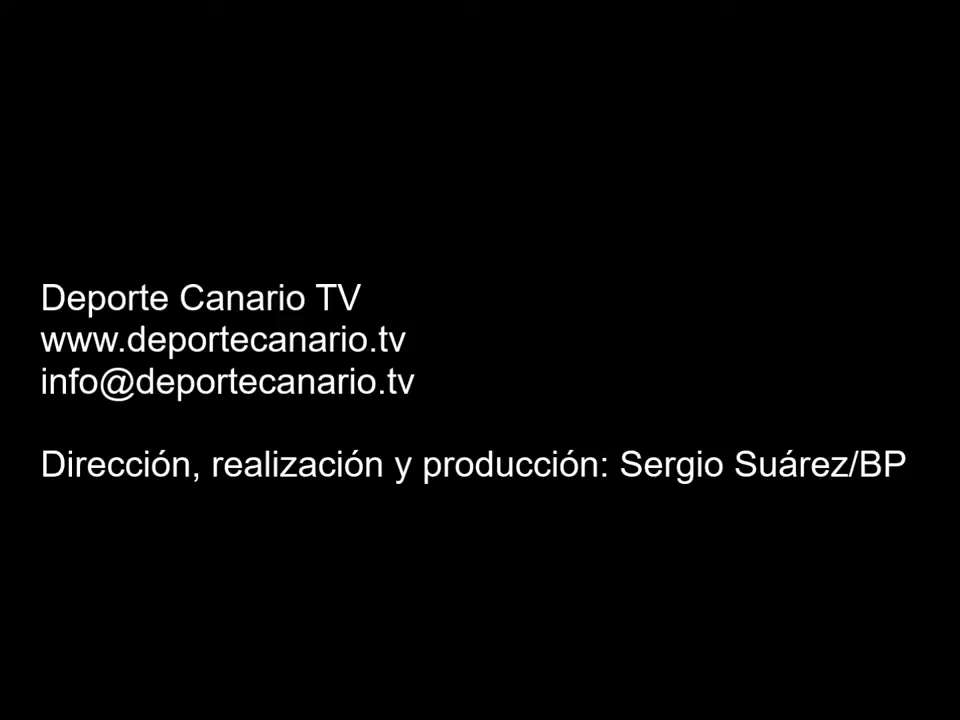 Deporte Canario TV
www.deportecanario.tv
info@deportecanario.tv
Dirección, realización y producción: Sergio Suárez/BP